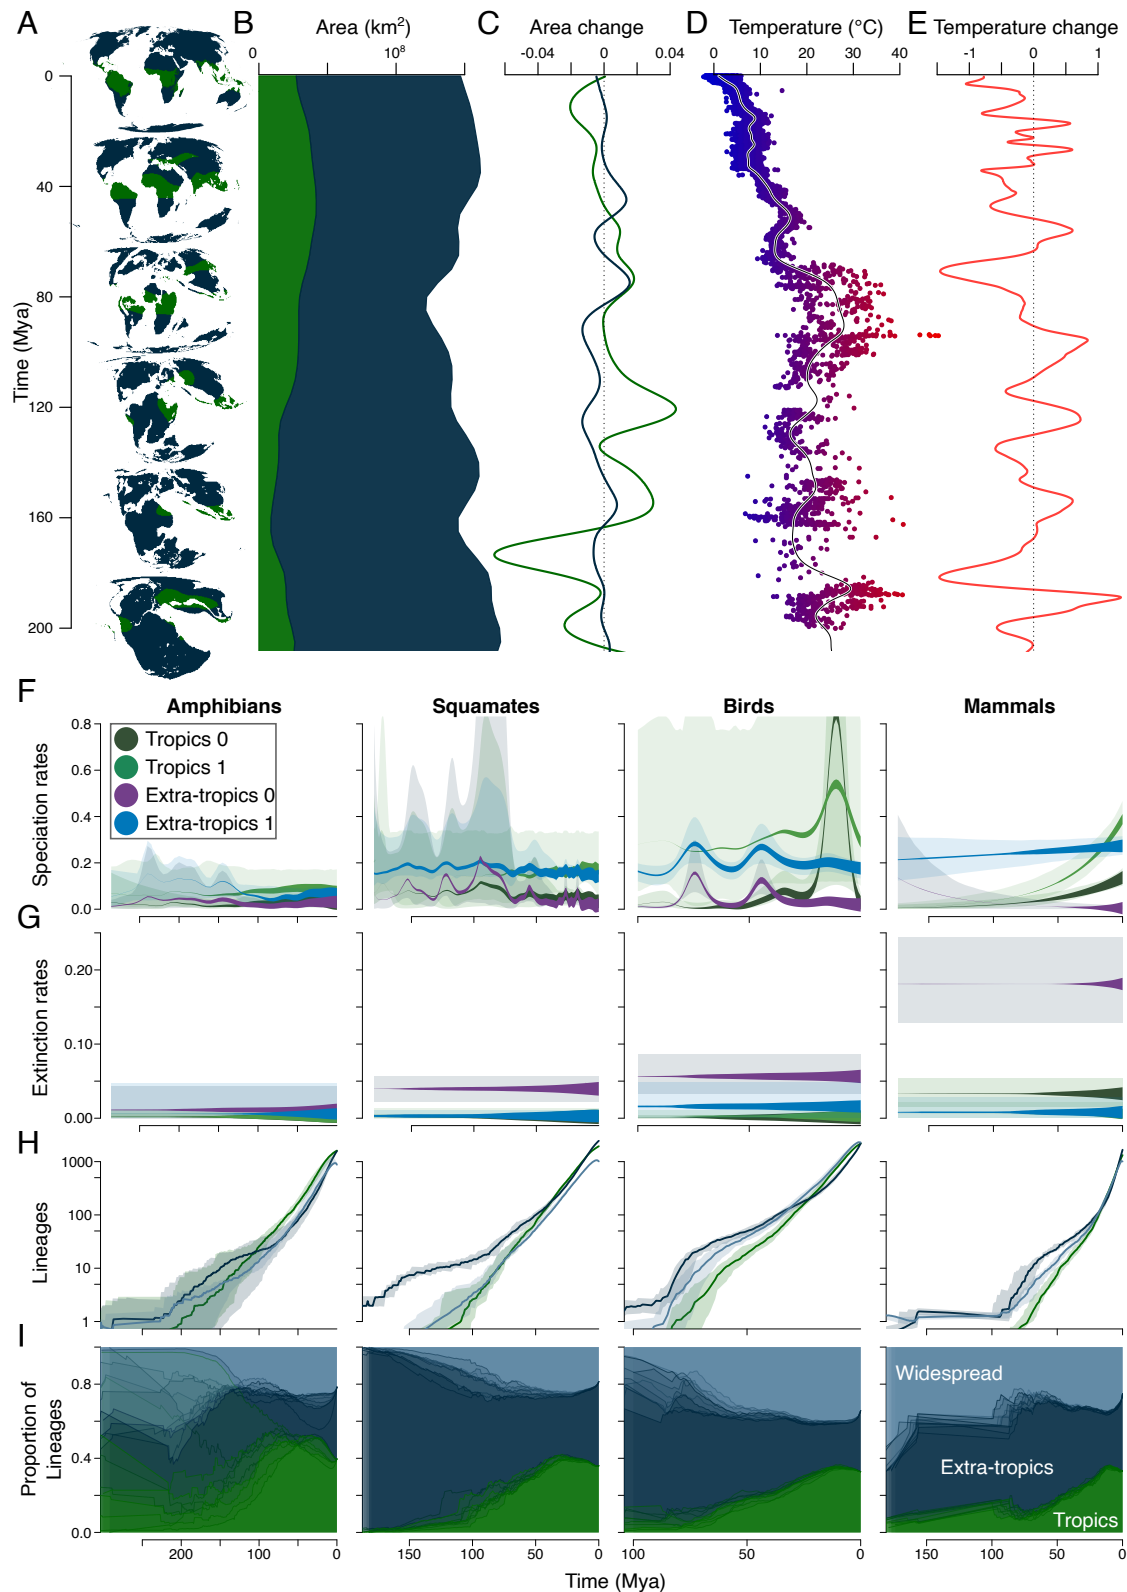 A
B
Area (km²)
0
10⁸
C
Area change
-0.04
0
0.04
D
Temperature (°C)
0
10
20
30
40
E
Temperature change
-1
0
1
Time (Mya)
0
40
80
120
160
200
F
Amphibians
Squamates
Birds
Mammals
Speciation rates
0.8
0.6
0.4
0.2
0.0
Tropics 0
Tropics 1
Extra-tropics 0
Extra-tropics 1
G
Extinction rates
0.20
0.10
0.00
H
Lineages
1000
100
10
1
I
Proportion of
Lineages
0.8
0.4
0.0
Widespread
Extra-tropics
Tropics
200
100
0
150
100
50
0
100
50
0
150
100
50
0
Time (Mya)